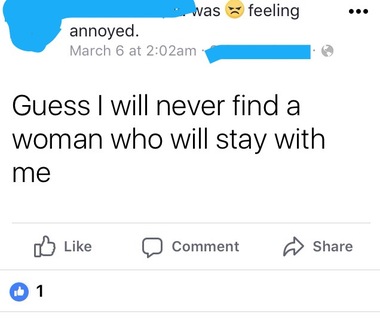 was 😠 feeling
annoyed.
March 6 at 2:02am ·
Guess I will never find a
woman who will stay with
me
Like Comment Share
1